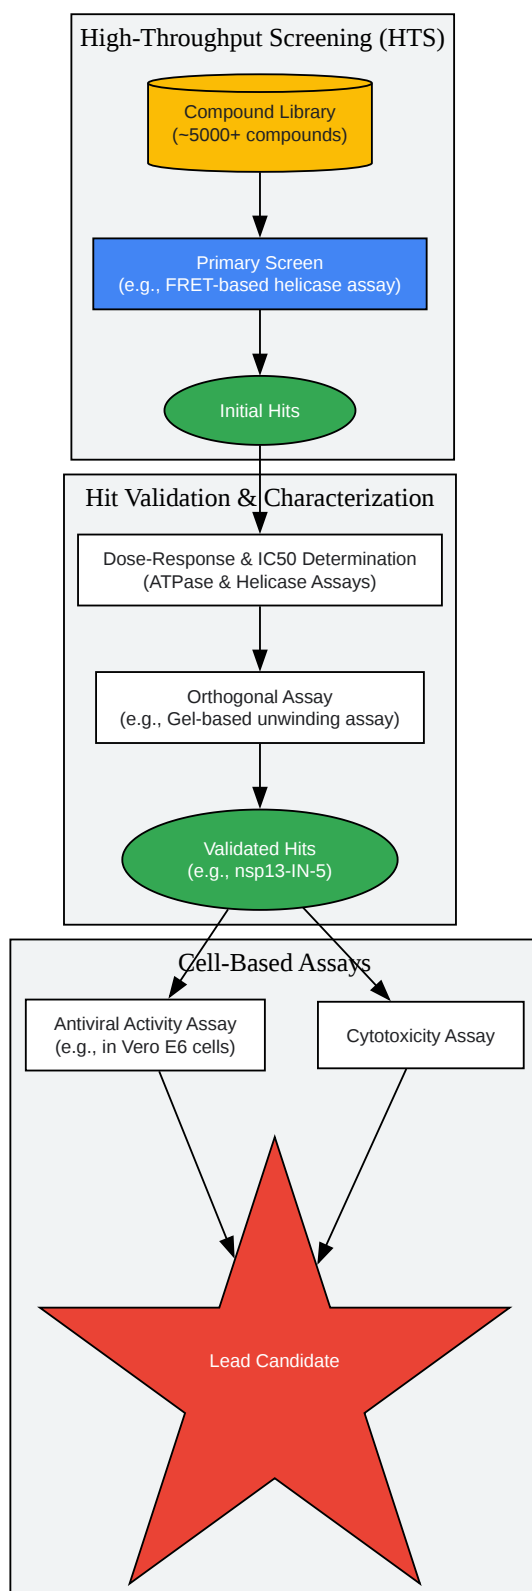 High-Throughput Screening (HTS)
Compound Library
(~5000+ compounds)
Primary Screen
(e.g., FRET-based helicase assay)
Initial Hits
Hit Validation & Characterization
Dose-Response & IC50 Determination
(ATPase & Helicase Assays)
Orthogonal Assay
(e.g., Gel-based unwinding assay)
Validated Hits
(e.g., nsp13-IN-5)
Cell-Based Assays
Antiviral Activity Assay
(e.g., in Vero E6 cells)
Cytotoxicity Assay
Lead Candidate